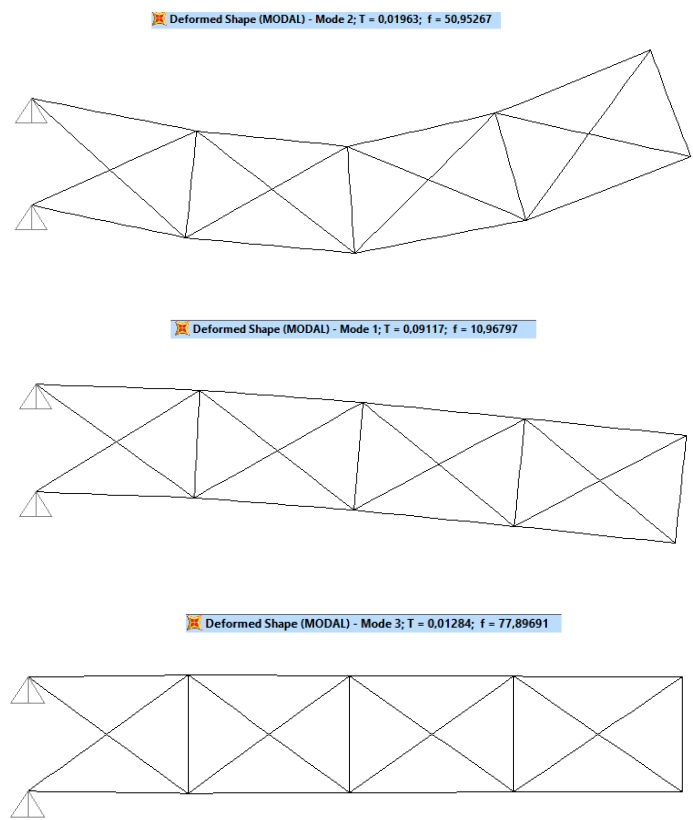 Deformed Shape (MODAL) - Mode 2; T = 0,01963; f = 50,95267
Deformed Shape (MODAL) - Mode 1; T = 0,09117; f = 10,96797
Deformed Shape (MODAL) - Mode 3; T = 0,01284; f = 77,89691